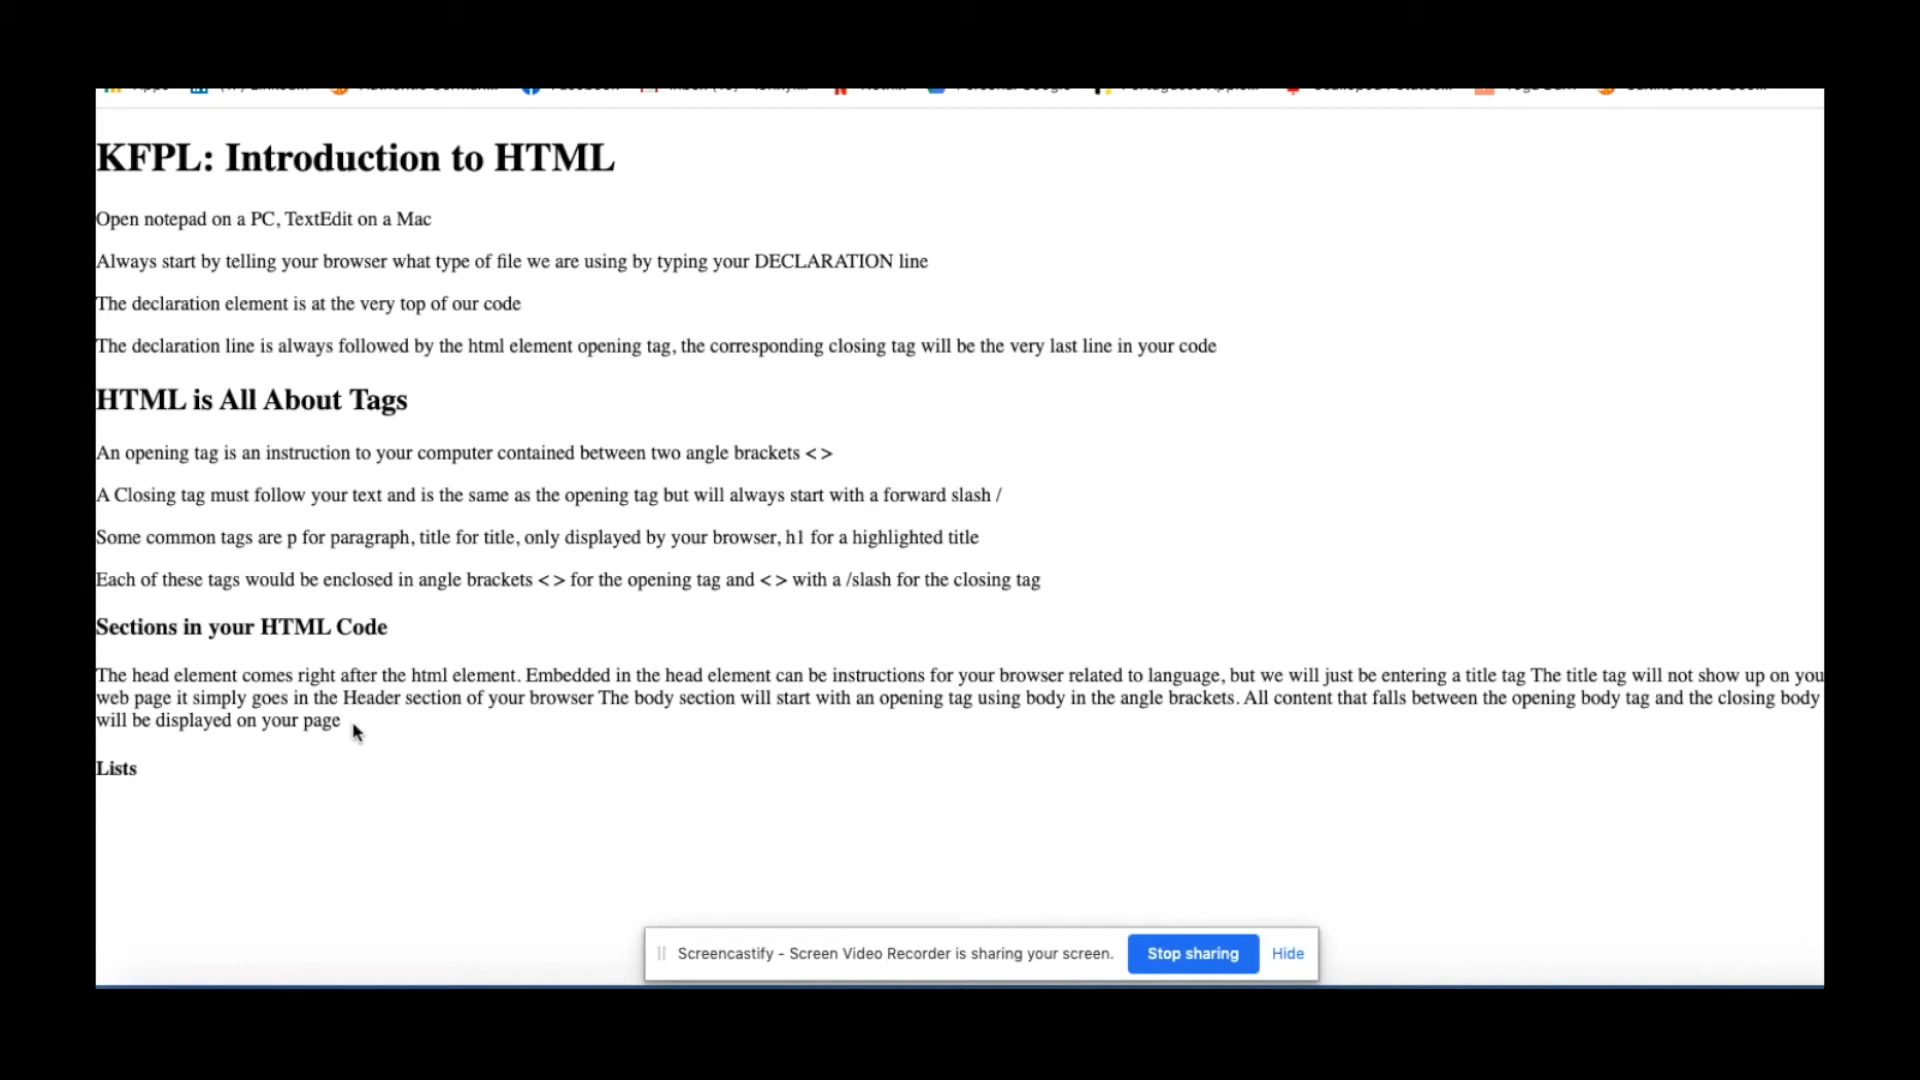 KFPL: Introduction to HTML
Open notepad on a PC, TextEdit on a Mac
Always start by telling your browser what type of file we are using by typing your DECLARATION line
The declaration element is at the very top of our code
The declaration line is always followed by the html element opening tag, the corresponding closing tag will be the very last line in your code
HTML is All About Tags
An opening tag is an instruction to your computer contained between two angle brackets < >
A Closing tag must follow your text and is the same as the opening tag but will always start with a forward slash /
Some common tags are p for paragraph, title for title, only displayed by your browser, h1 for a highlighted title
Each of these tags would be enclosed in angle brackets < > for the opening tag and < > with a /slash for the closing tag
Sections in your HTML Code
The head element comes right after the html element. Embedded in the head element can be instructions for your browser related to language, but we will just be entering a title tag The title tag will not show up on you
web page it simply goes in the Header section of your browser The body section will start with an opening tag using body in the angle brackets. All content that falls between the opening body tag and the closing body
will be displayed on your page
Lists
Screencastify - Screen Video Recorder is sharing your screen. Stop sharing Hide